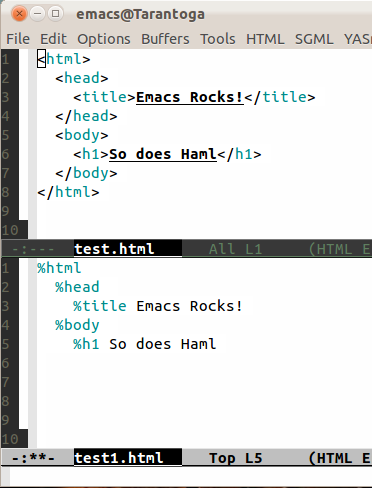 emacs@Tarantoga
File Edit Options Buffers Tools HTML SGML YAS
1 <html>
2   <head>
3     <title>Emacs Rocks!</title>
4   </head>
5   <body>
6     <h1>So does Haml</h1>
7   </body>
8 </html>
9
10
-:--- test.html All L1 (HTML E
1 %html
2   %head
3     %title Emacs Rocks!
4   %body
5     %h1 So does Haml
6
7
8
9
10
-:**- test1.html Top L5 (HTML E